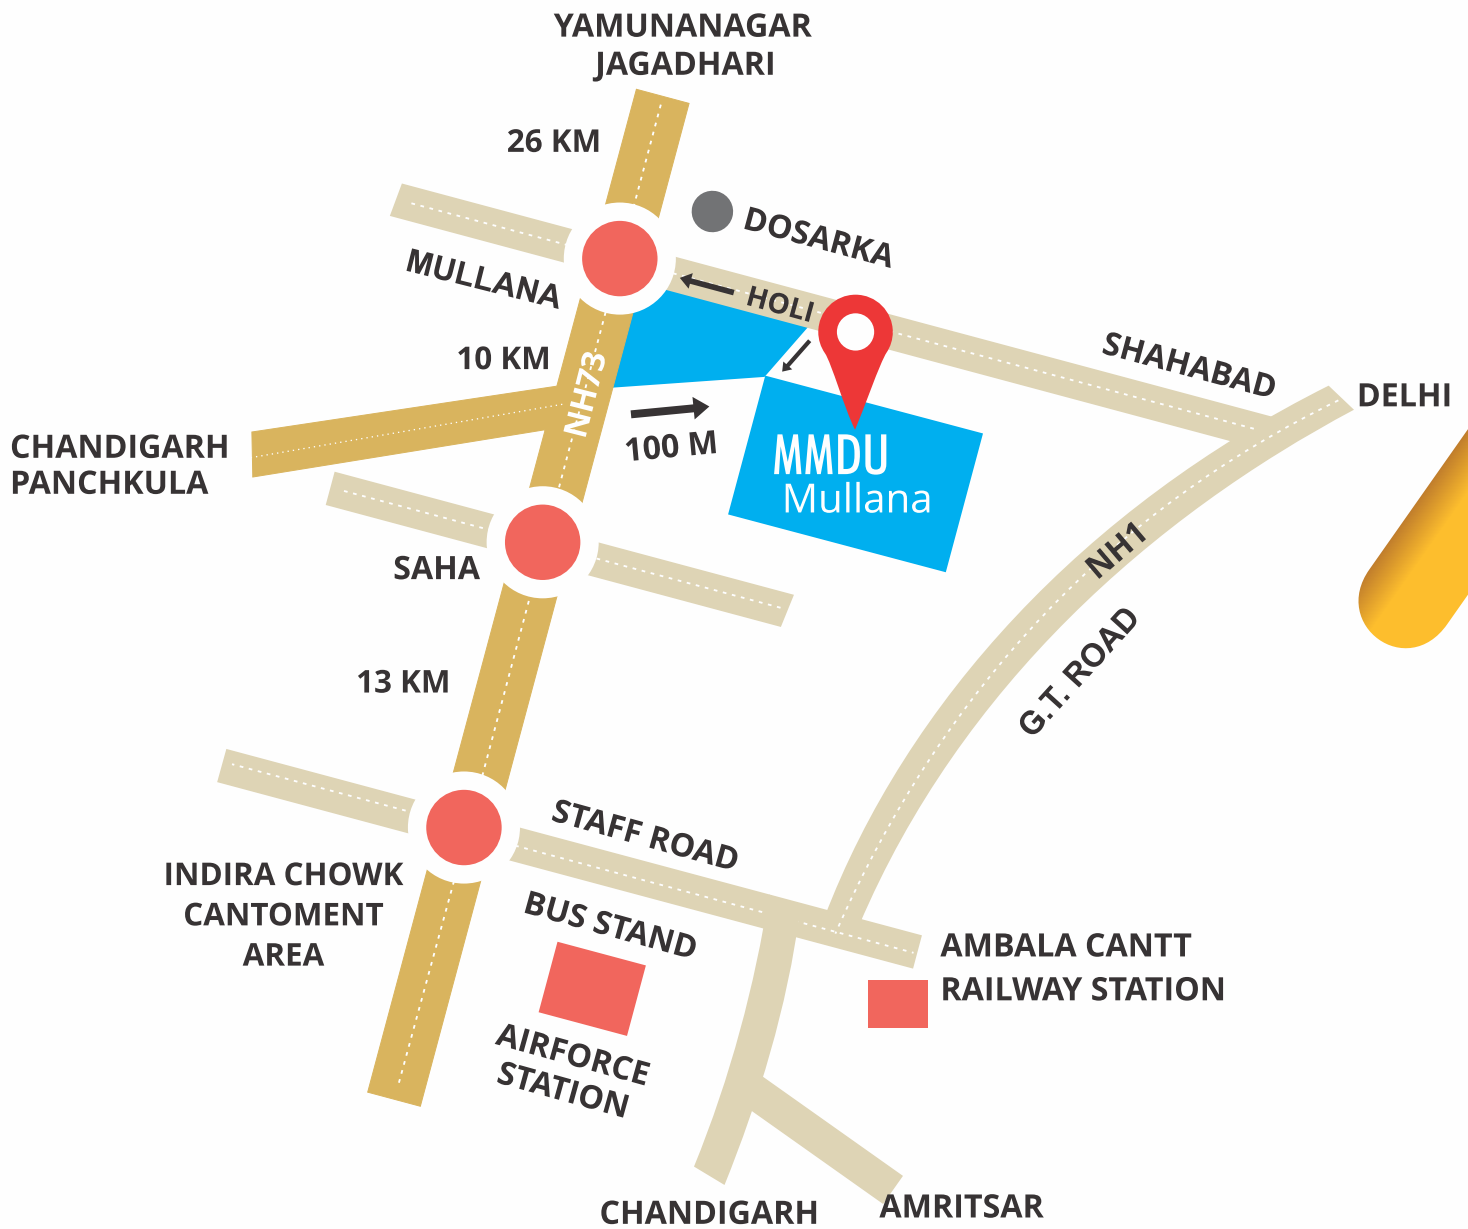 YAMUNANAGAR
JAGADHARI
26 KM
DOSARKA
MULLANA
HOLI
10 KM
NH73
SHAHABAD
DELHI
100 M
CHANDIGARH
PANCHKULA
MMDU
Mullana
SAHA
NH1
G.T. ROAD
13 KM
STAFF ROAD
INDIRA CHOWK
CANTOMENT
AREA
BUS STAND
AMBALA CANTT
RAILWAY STATION
AIRFORCE
STATION
CHANDIGARH
AMRITSAR